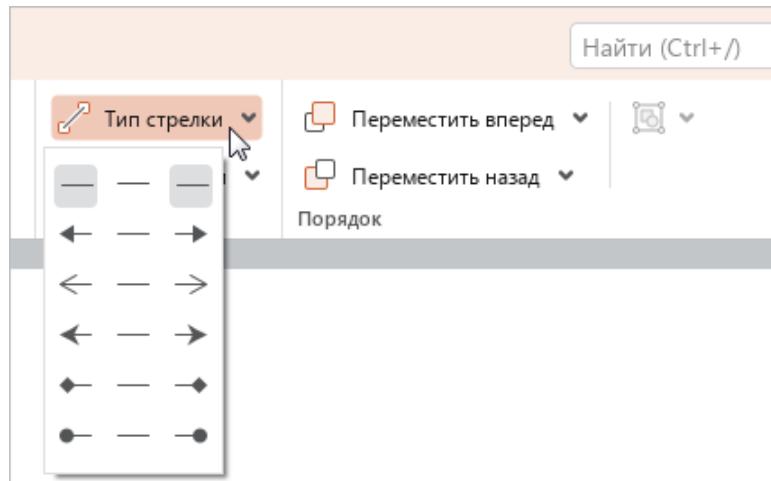 Найти (Ctrl+/)
Тип стрелки
Переместить вперед
Переместить назад
Порядок